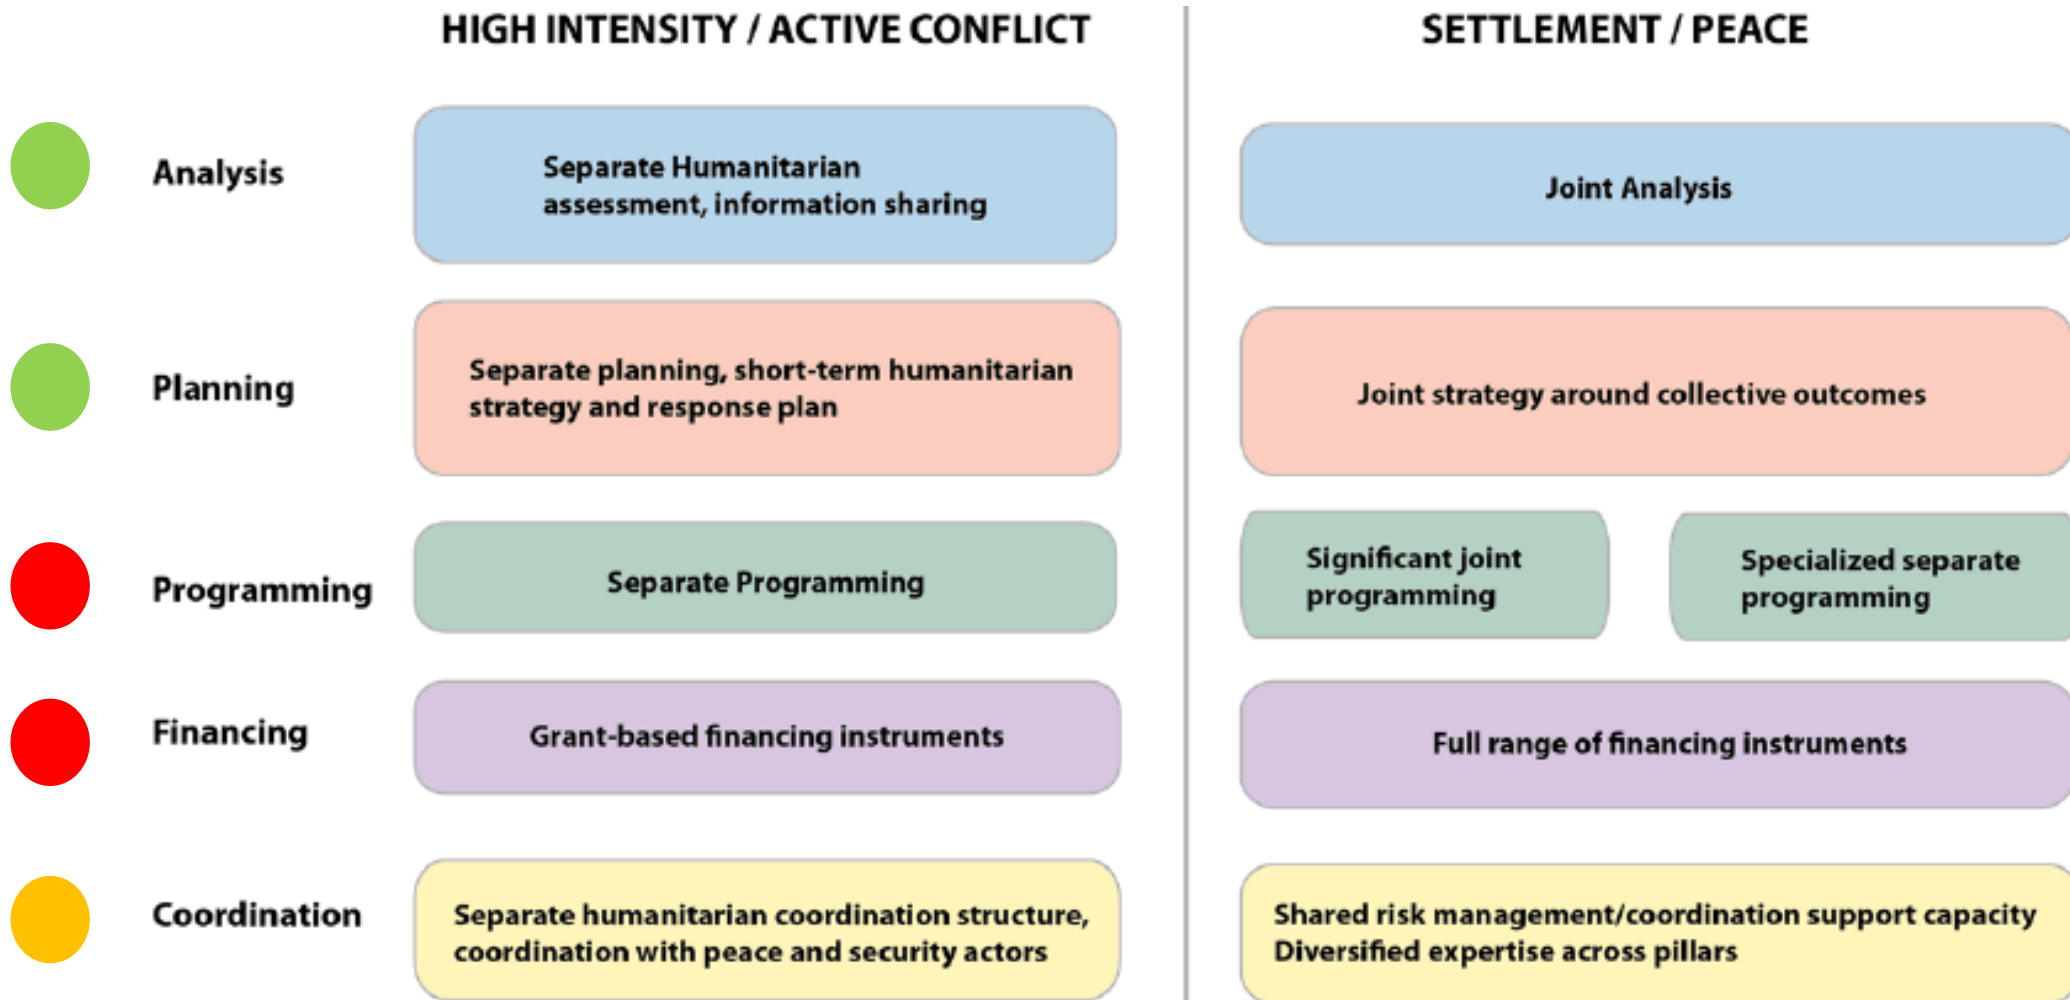 HIGH INTENSITY / ACTIVE CONFLICT
SETTLEMENT / PEACE
Analysis
Separate Humanitarian
assessment, information sharing
Joint Analysis
Planning
Separate planning, short-term humanitarian
strategy and response plan
Joint strategy around collective outcomes
Programming
Separate Programming
Significant joint
programming
Specialized separate
programming
Financing
Grant-based financing instruments
Full range of financing instruments
Coordination
Separate humanitarian coordination structure,
coordination with peace and security actors
Shared risk management/coordination support capacity
Diversified expertise across pillars